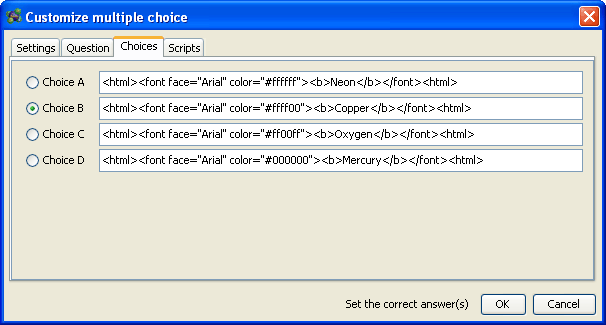 Customize multiple choice
Settings Question Choices Scripts
Choice A <html><font face="Arial" color="#ffffff"><b>Neon</b></font><html>
Choice B <html><font face="Arial" color="#ffff00"><b>Copper</b></font><html>
Choice C <html><font face="Arial" color="#ff00ff"><b>Oxygen</b></font><html>
Choice D <html><font face="Arial" color="#000000"><b>Mercury</b></font><html>
Set the correct answer(s) OK Cancel